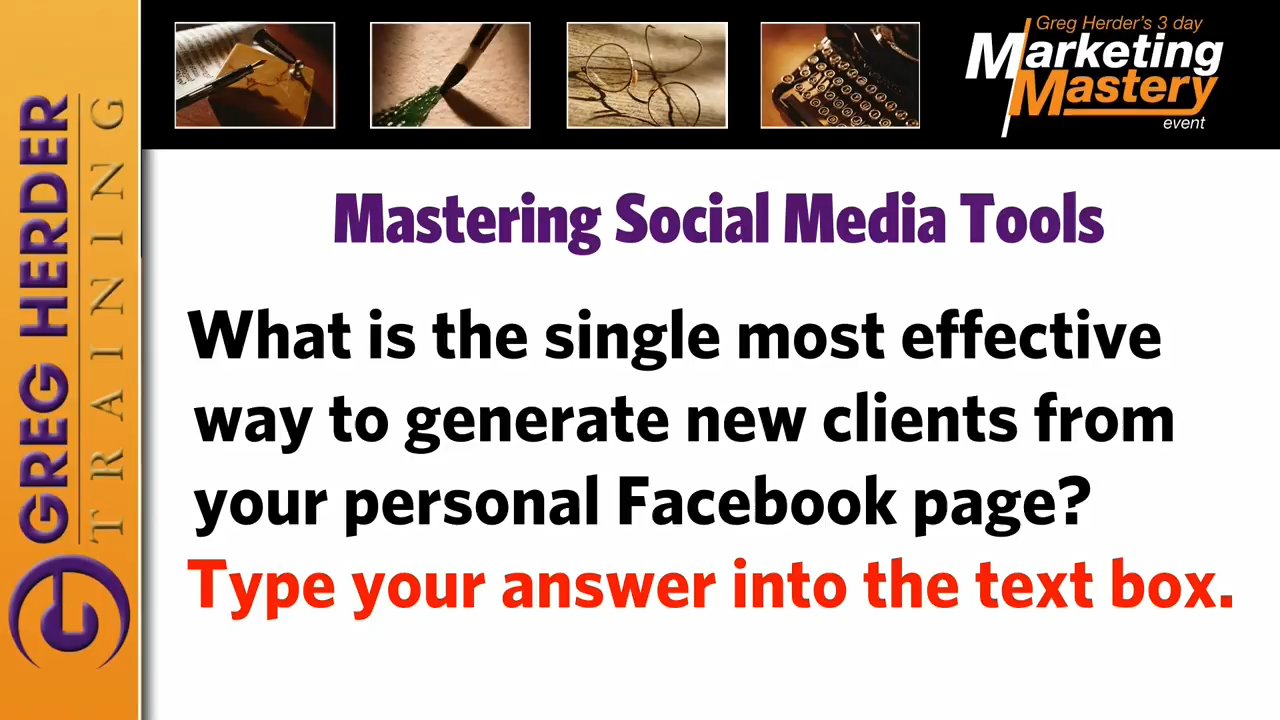 GREG HERDER
TRAINING
Greg Herder's 3 day
Marketing
Mastery
event
Mastering Social Media Tools
What is the single most effective
way to generate new clients from
your personal Facebook page?
Type your answer into the text box.